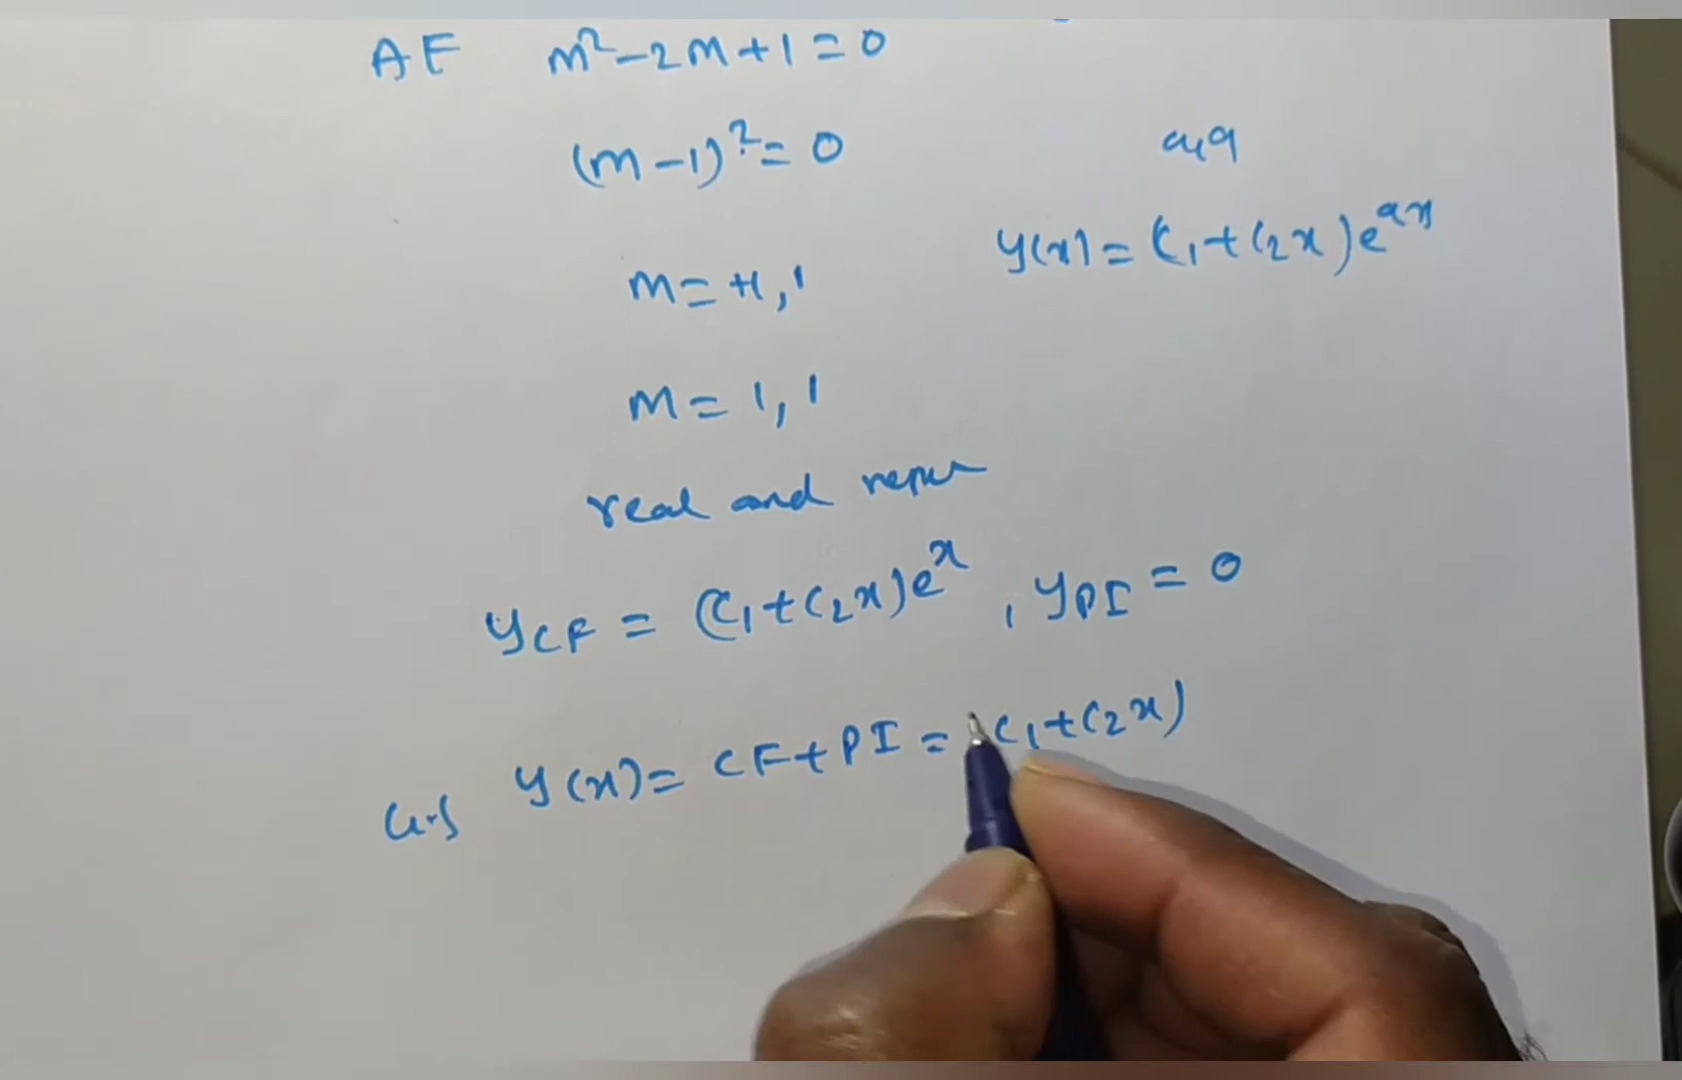 AE m²-2m+1=0
(m-1)²=0
a,a
y(x)=(C₁+C₂x)e^ax
m=+1,1
m=1,1
real and
y_CF = (C₁+C₂x)e^x , y_PI = 0
G.S y(x)= CF+PI = C₁+C₂x)